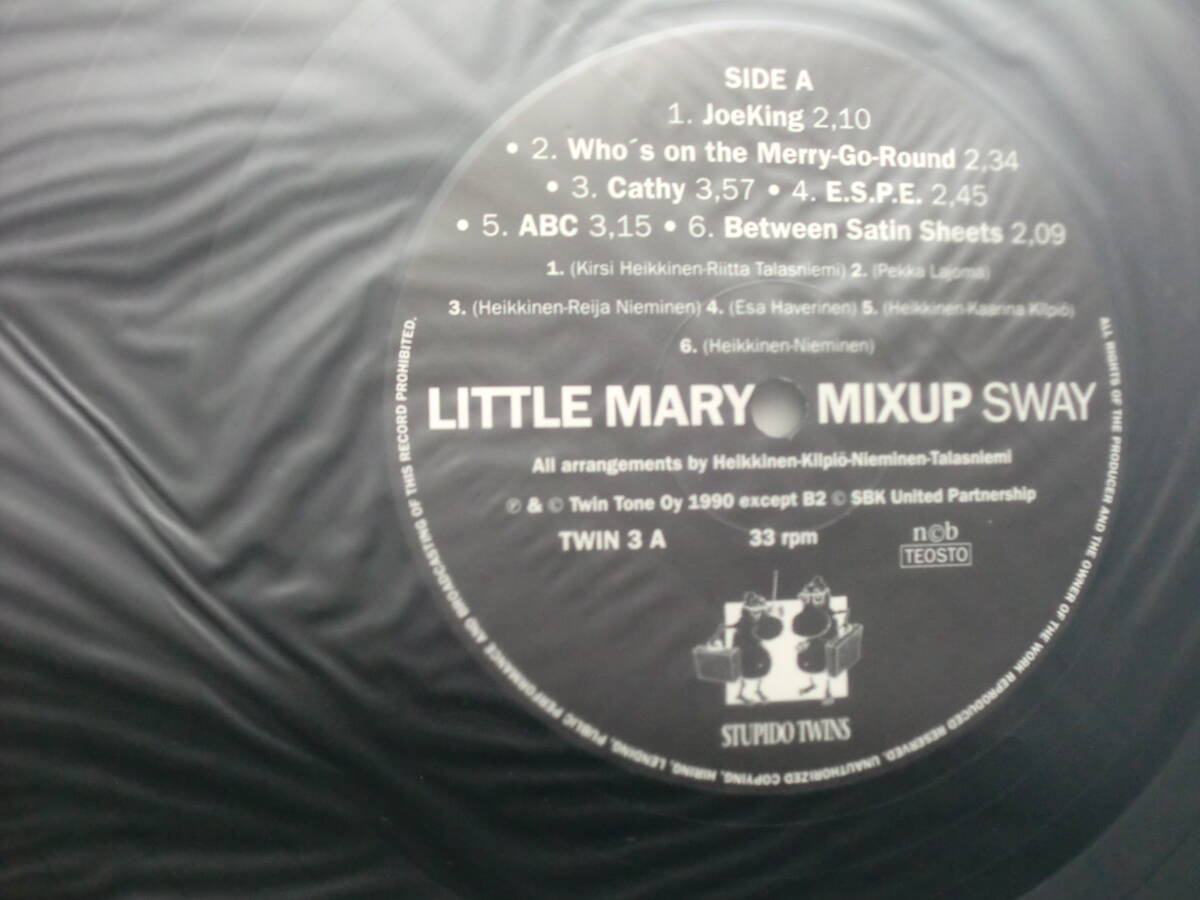 SIDE A
1. JoeKing 2,10
• 2. Who´s on the Merry-Go-Round 2,34
• 3. Cathy 3,57 • 4. E.S.P.E. 2,45
• 5. ABC 3,15 • 6. Between Satin Sheets 2,09
1. (Kirsi Heikkinen-Riitta Talasniemi) 2. (Pekka Lajoma)
3. (Heikkinen-Reija Nieminen) 4. (Esa Haverinen) 5. (Heikkinen-Kaarina Kilpiö)
6. (Heikkinen-Nieminen)
LITTLE MARY MIXUP SWAY
All arrangements by Heikkinen-Kilpiö-Nieminen-Talasniemi
℗ & © Twin Tone Oy 1990 except B2 © SBK United Partnership
TWIN 3 A 33 rpm n©b
TEOSTO
STUPIDO TWINS
ALL RIGHTS OF THE PRODUCER AND THE OWNER OF THE WORK REPRODUCED RESERVED. UNAUTHORIZED COPYING, HIRING, LENDING, PUBLIC PERFORMANCE AND BROADCASTING OF THIS RECORD PROHIBITED.